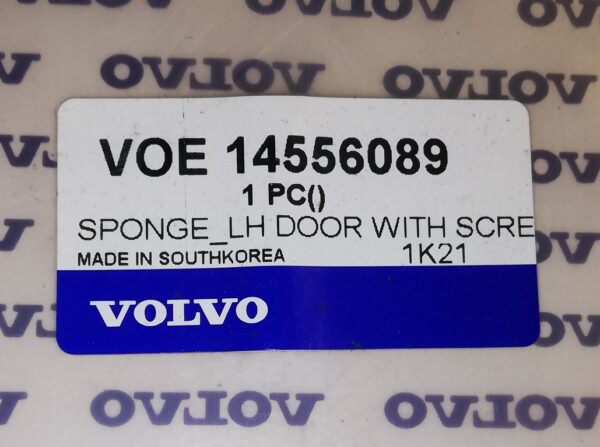 VOE 14556089
1 PC()
SPONGE_LH DOOR WITH SCRE
MADE IN SOUTHKOREA 1K21
VOLVO